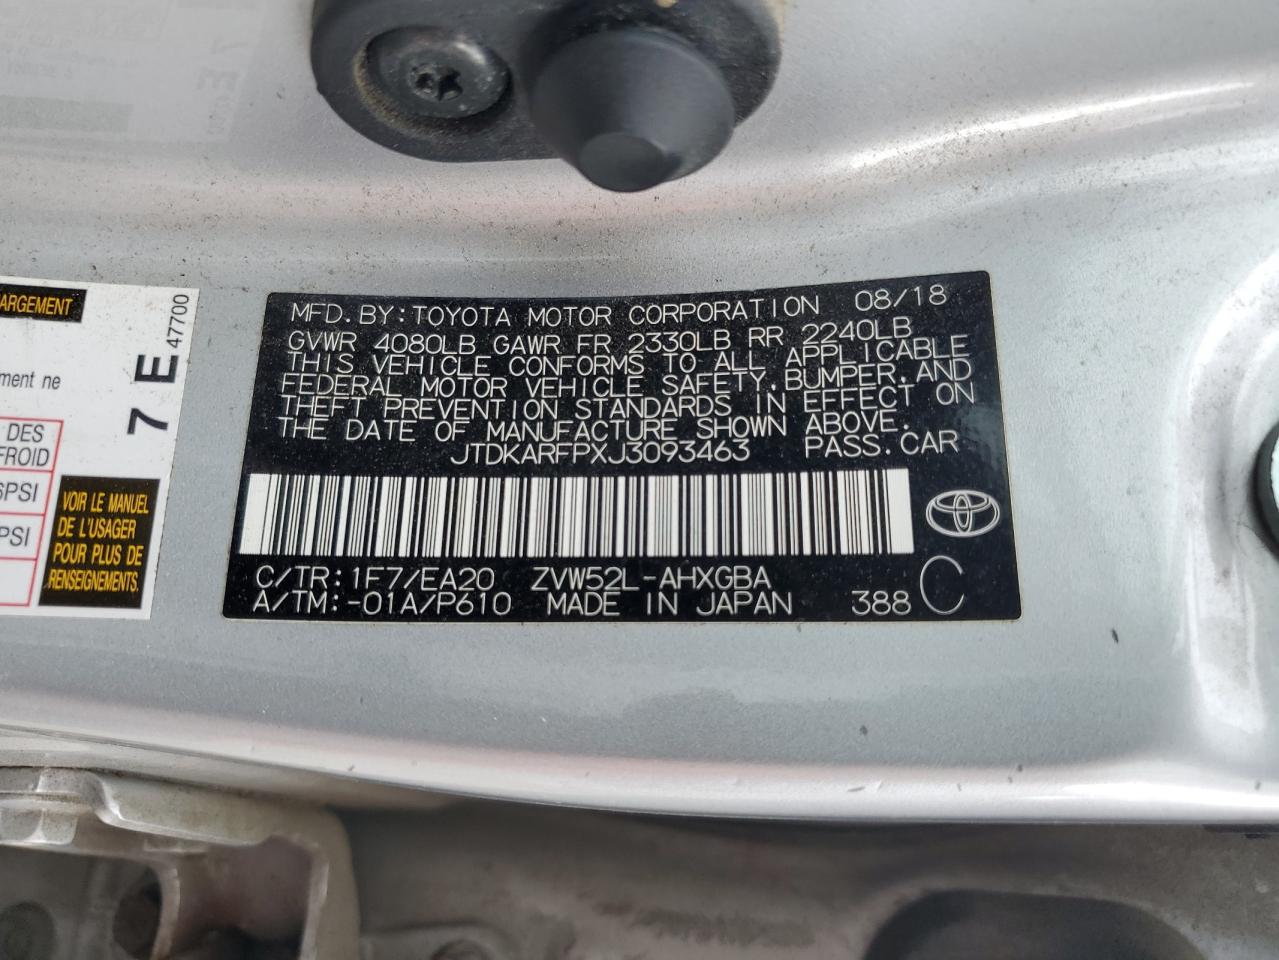 ARGEMENT
ment ne
7 E 47700
DES
FROID
6PSI
PSI
VOIR LE MANUEL
DE L'USAGER
POUR PLUS DE
RENSEIGNEMENTS.
MFD. BY: TOYOTA MOTOR CORPORATION 08/18
GVWR 4080LB GAWR FR 2330LB RR 2240LB
THIS VEHICLE CONFORMS TO ALL APPLICABLE
FEDERAL MOTOR VEHICLE SAFETY, BUMPER, AND
THEFT PREVENTION STANDARDS IN EFFECT ON
THE DATE OF MANUFACTURE SHOWN ABOVE.
JTDKARFPXJ3093463 PASS. CAR
C/TR: 1F7/EA20 ZVW52L-AHXGBA
A/TM: -01A/P610 MADE IN JAPAN 388 C